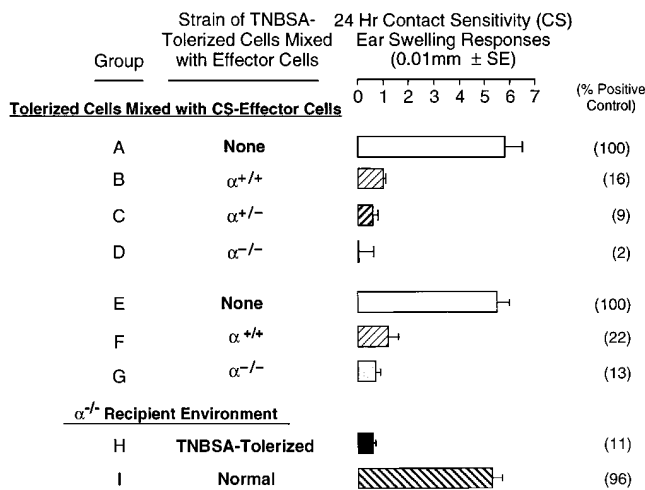 Strain of TNBSA- 24 Hr Contact Sensitivity (CS)
Tolerized Cells Mixed Ear Swelling Responses
Group with Effector Cells (0.01mm ± SE)
(% Positive
Control)
0 1 2 3 4 5 6 7
Tolerized Cells Mixed with CS-Effector Cells
A None (100)
B α+/+ (16)
C α+/− (9)
D α−/− (2)
E None (100)
F α+/+ (22)
G α−/− (13)
α-/- Recipient Environment
H TNBSA-Tolerized (11)
I Normal (96)